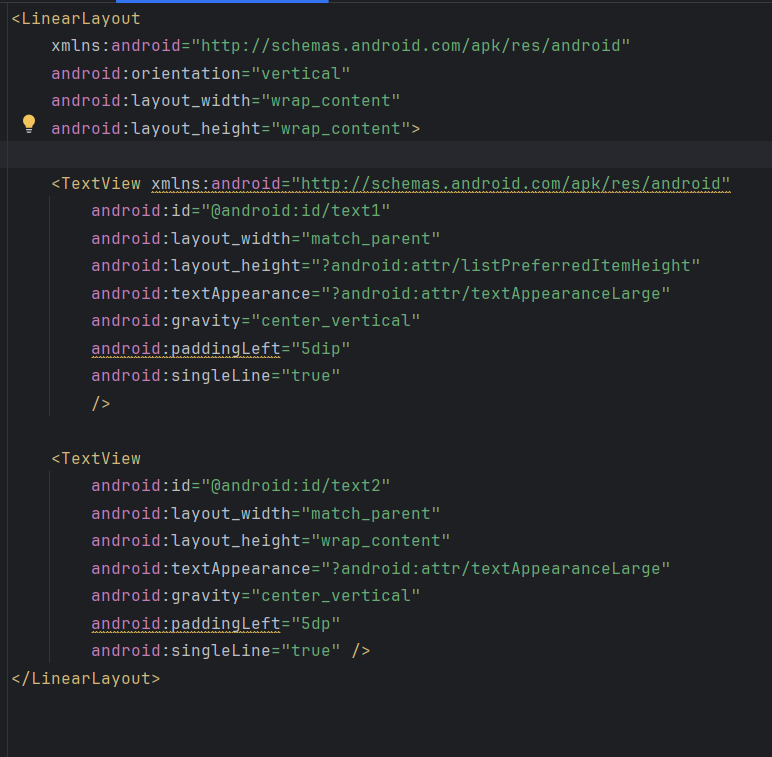 <LinearLayout
    xmlns:android="http://schemas.android.com/apk/res/android"
    android:orientation="vertical"
    android:layout_width="wrap_content"
    android:layout_height="wrap_content">
    <TextView xmlns:android="http://schemas.android.com/apk/res/android"
        android:id="@android:id/text1"
        android:layout_width="match_parent"
        android:layout_height="?android:attr/listPreferredItemHeight"
        android:textAppearance="?android:attr/textAppearanceLarge"
        android:gravity="center_vertical"
        android:paddingLeft="5dip"
        android:singleLine="true"
        />
    <TextView
        android:id="@android:id/text2"
        android:layout_width="match_parent"
        android:layout_height="wrap_content"
        android:textAppearance="?android:attr/textAppearanceLarge"
        android:gravity="center_vertical"
        android:paddingLeft="5dp"
        android:singleLine="true" />
</LinearLayout>